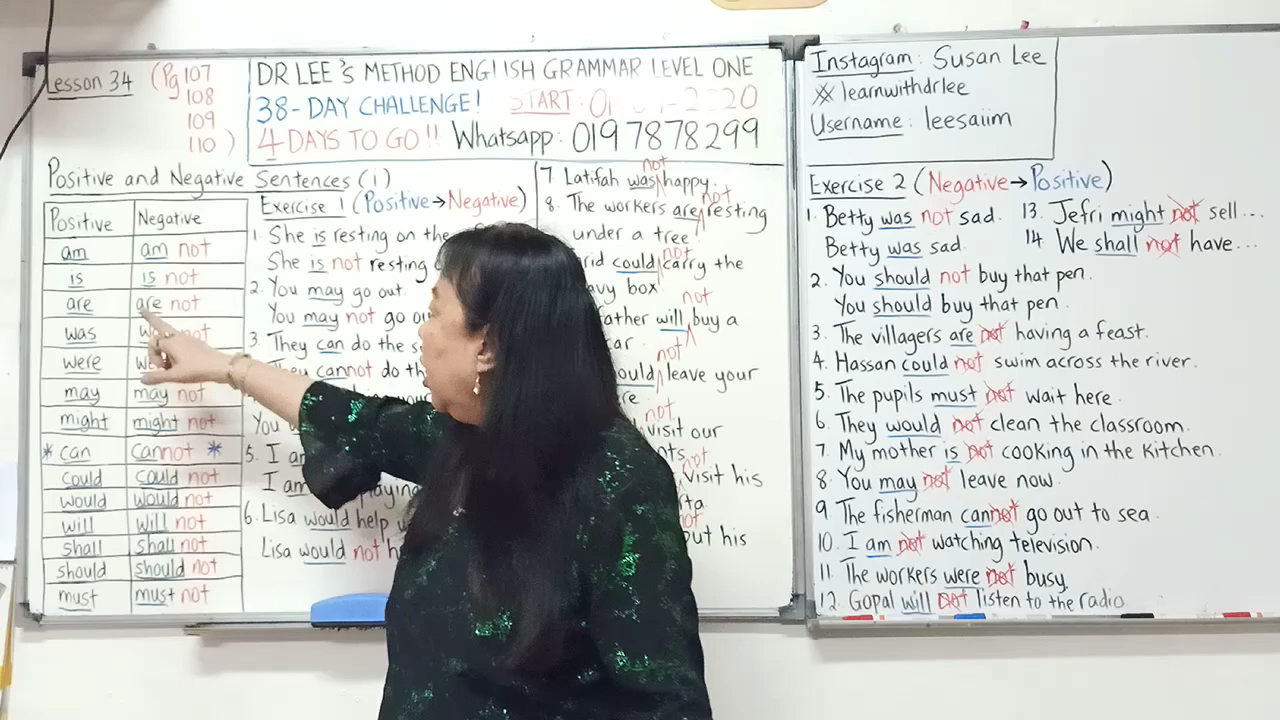 Lesson 34 (Pg 107
108
109
110)
DR LEE'S METHOD ENGLISH GRAMMAR LEVEL ONE
38-DAY CHALLENGE! START: 20
4 DAYS TO GO!! Whatsapp: 0197878299
Positive and Negative Sentences (1)
Positive Negative
am am not
is is not
are are not
was not
were
may may not
might might not
* can cannot *
could could not
would would not
will will not
shall shall not
should should not
must must not
Exercise 1 (Positive→Negative)
1. She is resting on the
She is not resting
2. You may go out.
You may not go
3. They can do the
They cannot do the
You
5. I am
I am playing
6. Lisa would help
Lisa would not
7. Latifah was not happy.
8. The workers are not resting
under a tree.
could not carry the
box
will not buy a
car.
not leave your
not
visit our
not visit his
not
his
Instagram: Susan Lee
learnwithdrlee
Username: leesaiim
Exercise 2 (Negative→Positive)
1. Betty was not sad.
Betty was sad.
2. You should not buy that pen.
You should buy that pen.
3. The villagers are not having a feast.
4. Hassan could not swim across the river.
5. The pupils must not wait here.
6. They would not clean the classroom.
7. My mother is not cooking in the kitchen.
8. You may not leave now.
9 The fisherman cannot go out to sea.
10. I am not watching television.
11. The workers were not busy
12. Gopal will not listen to the radio
13. Jefri might not sell...
14. We shall not have...